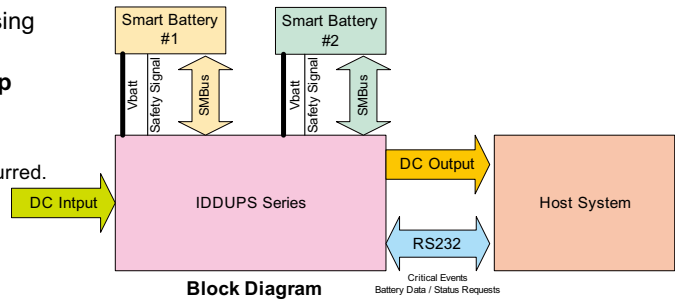 sing
p
urred.
Smart Battery
#1
Smart Battery
#2
Vbatt
Safety Signal
SMBus
Vbatt
Safety Signal
SMBus
DC Intput
IDDUPS Series
DC Output
RS232
Host System
Critical Events
Battery Data / Status Requests
Block Diagram